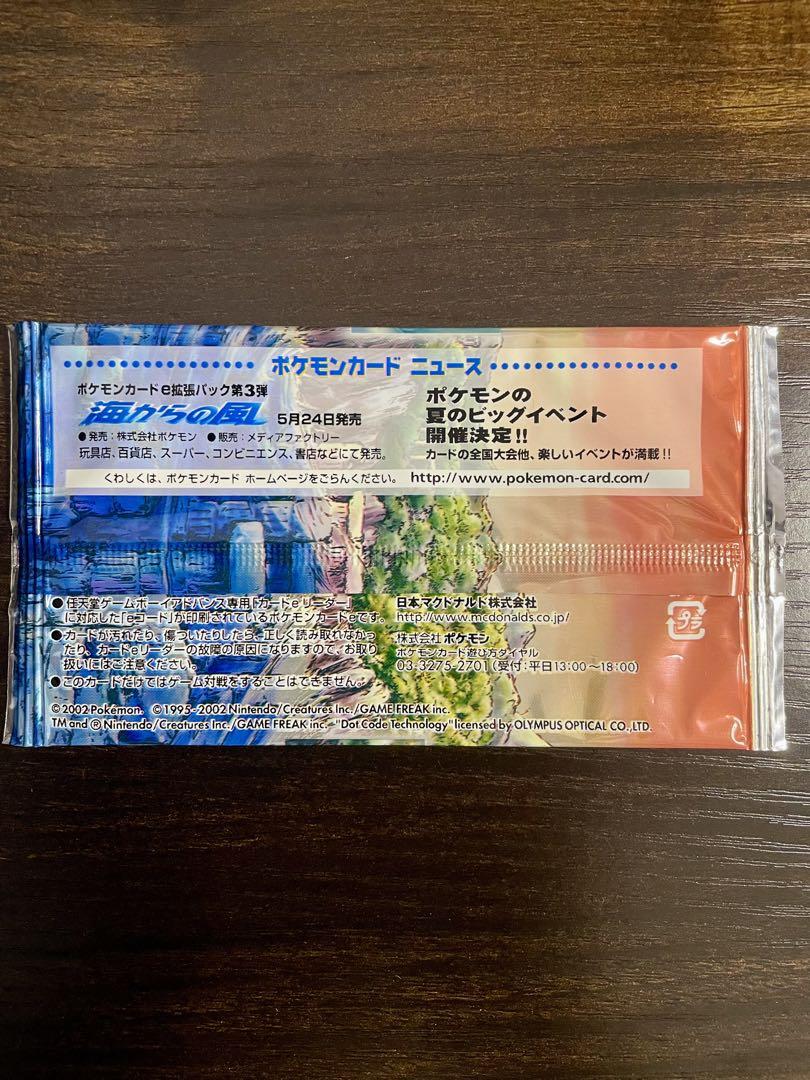 ポケモンカード ニュース
ポケモンカードe拡張パック第3弾
海からの風
5月24日発売
●発売:株式会社ポケモン ●販売:メディアファクトリー
玩具店、百貨店、スーパー、コンビニエンス、書店などにて発売。
ポケモンの
夏のビッグイベント
開催決定!!
カードの全国大会他、楽しいイベントが満載!!
くわしくは、ポケモンカード ホームページをごらんください。 http://www.pokemon-card.com/
●任天堂ゲームボーイアドバンス専用「カードeリーダー」
に対応した「eコード」が印刷されているポケモンカードeです。
●カードが汚れたり、傷ついたりしたら、正しく読み取れなかっ
たり、カードeリーダーの故障の原因になりますので、お取り
扱いにはご注意ください。
●このカードだけではゲーム対戦をすることはできません。
日本マクドナルド株式会社
http://www.mcdonalds.co.jp/
株式会社 ポケモン
ポケモンカード遊び方ダイヤル
03-3275-2701(受付:平日13:00〜18:00)
プラ
©2002 Pokémon. ©1995-2002 Nintendo/Creatures Inc./GAME FREAK inc.
TM and ® Nintendo/Creatures Inc./GAME FREAK inc. "Dot Code Technology" licensed by OLYMPUS OPTICAL CO.,LTD.